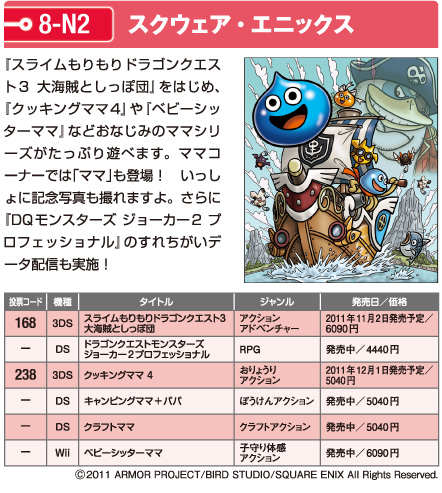 8-N2 スクウェア・エニックス
『スライムもりもりドラゴンクエス
ト3 大海賊としっぽ団』をはじめ、
『クッキングママ4』や『ベビーシッ
ターママ』などおなじみのママシリ
ーズがたっぷり遊べます。ママコ
ーナーでは「ママ」も登場！ いっし
ょに記念写真も撮れますよ。さらに
『DQモンスターズ ジョーカー2 プ
ロフェッショナル』のすれちがいデ
ータ配信も実施！
投票コード 機種 タイトル ジャンル 発売日／価格
168 3DS スライムもりもりドラゴンクエスト3 アクション 2011年11月2日発売予定／
大海賊としっぽ団 アドベンチャー 6090円
ー DS ドラゴンクエストモンスターズ RPG 発売中／4440円
ジョーカー2プロフェッショナル
238 3DS クッキングママ 4 おりょうり 2011年12月1日発売予定／
アクション 5040円
ー DS キャンピングママ＋パパ ぼうけんアクション 発売中／5040円
ー DS クラフトママ クラフトアクション 発売中／5040円
ー Wii ベビーシッターママ 子守り体感 発売中／6090円
アクション
©2011 ARMOR PROJECT/BIRD STUDIO/SQUARE ENIX All Rights Reserved.